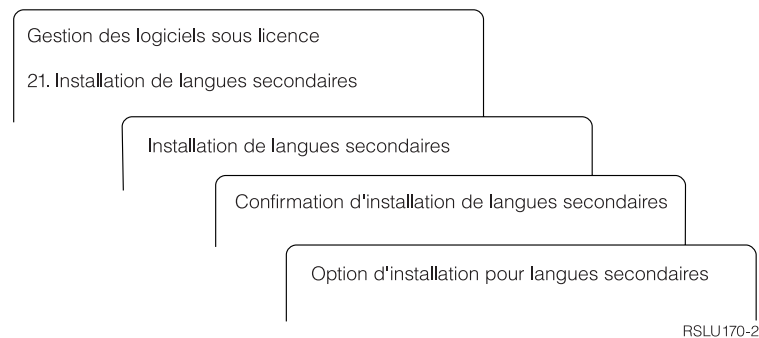 Gestion des logiciels sous licence
21. Installation de langues secondaires
Installation de langues secondaires
Confirmation d'installation de langues secondaires
Option d'installation pour langues secondaires
RSLU170-2